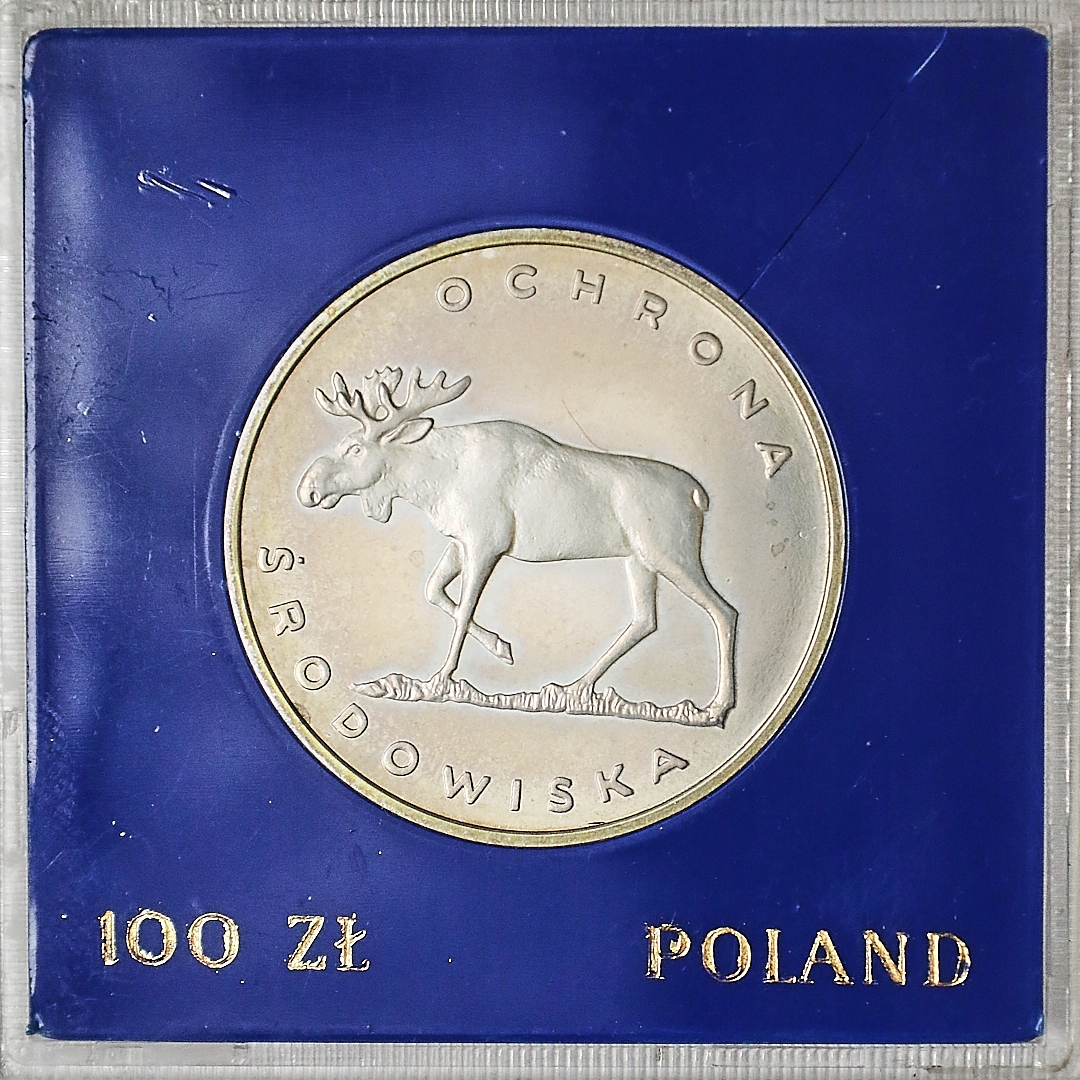 OCHRONA
ŚRODOWISKA
100 ZŁ
POLAND